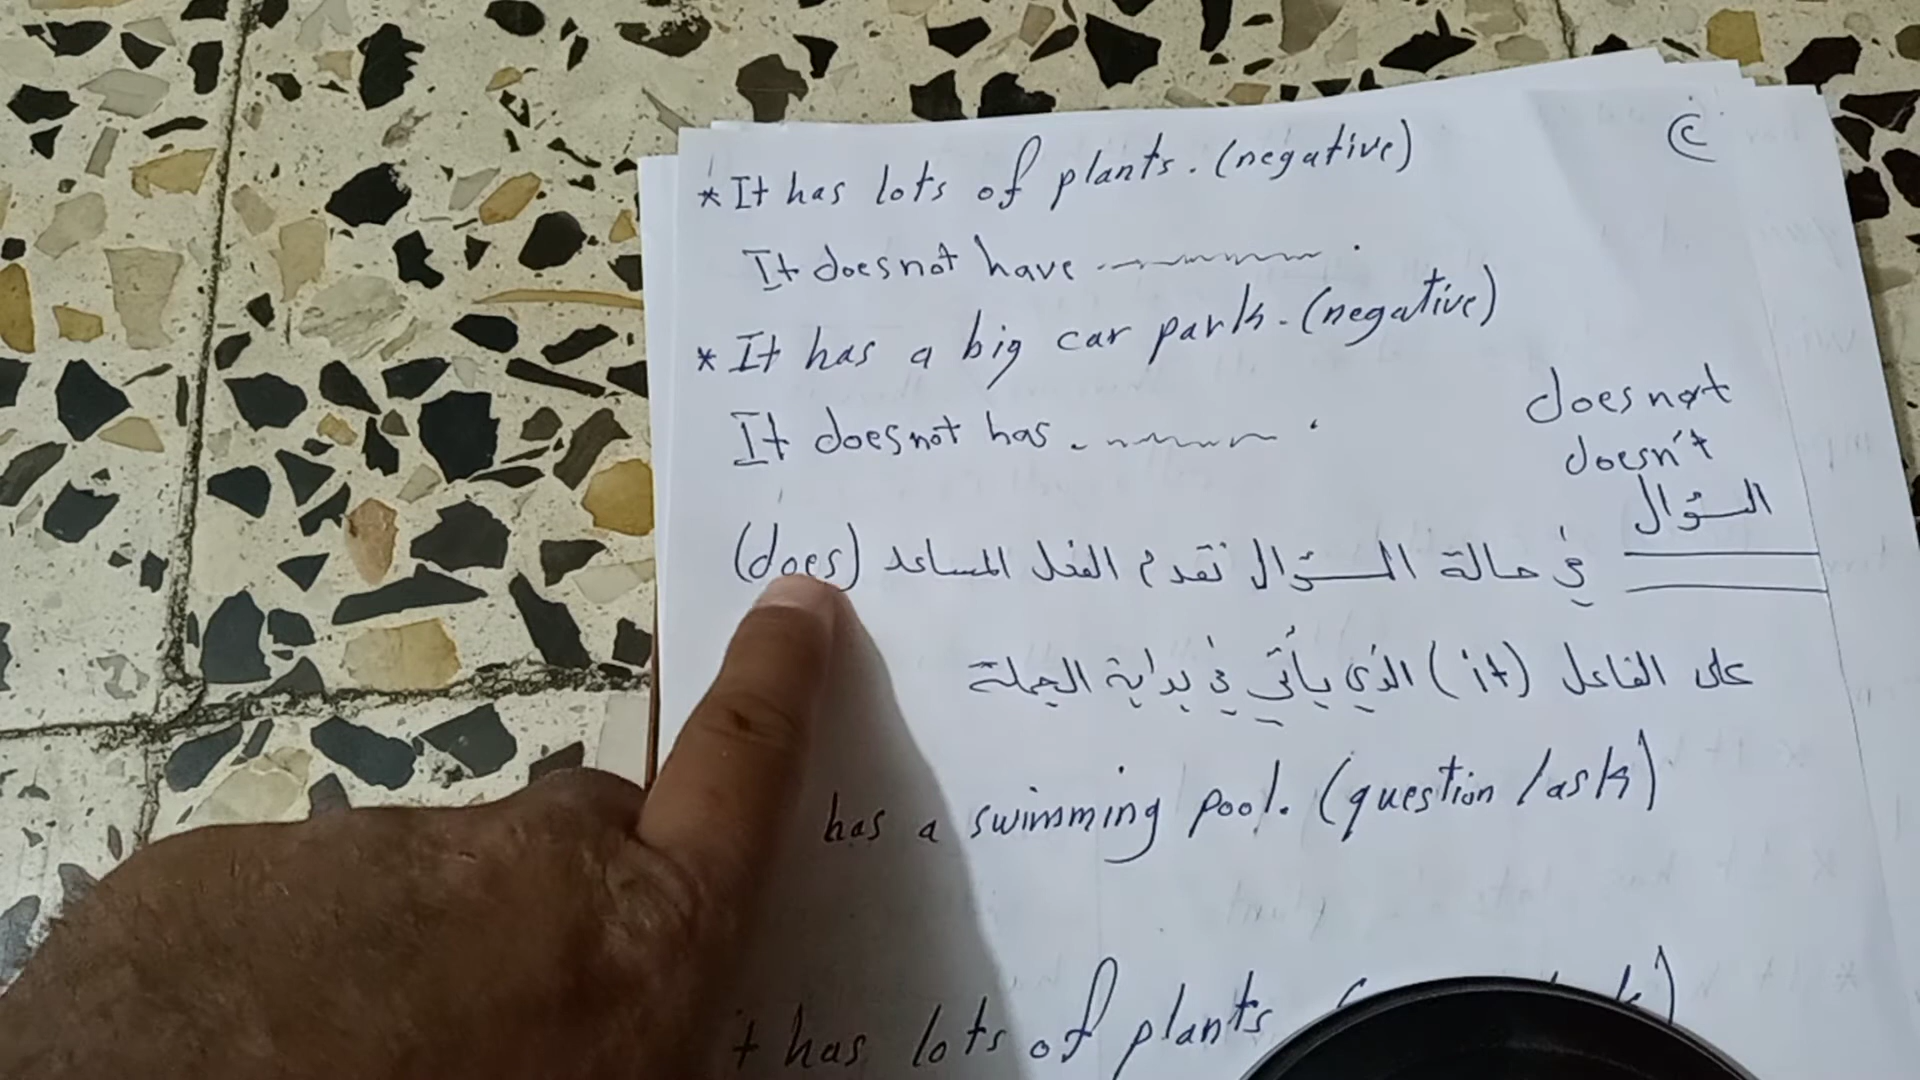 * It has lots of plants. (negative)
It does not have .
* It has a big car park. (negative)
It does not has .
does not
doesn't
السؤال
في حالة السؤال نقدم الفعل المساعد (does)
على الفاعل (it) الذي يأتي في بداية الجملة
has a swimming pool. (question / ask)
t has lots of plants